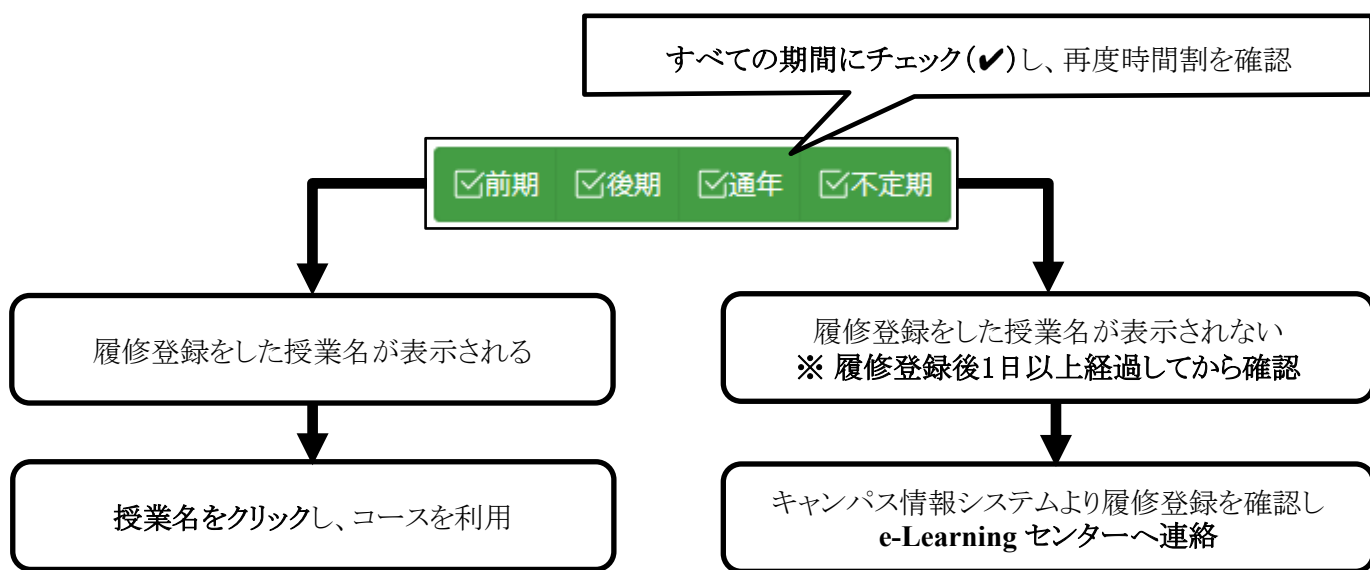 すべての期間にチェック(✔)し、再度時間割を確認
前期 後期 通年 不定期
履修登録をした授業名が表示される
履修登録をした授業名が表示されない
※ 履修登録後1日以上経過してから確認
授業名をクリックし、コースを利用
キャンパス情報システムより履修登録を確認し
e-Learning センターへ連絡